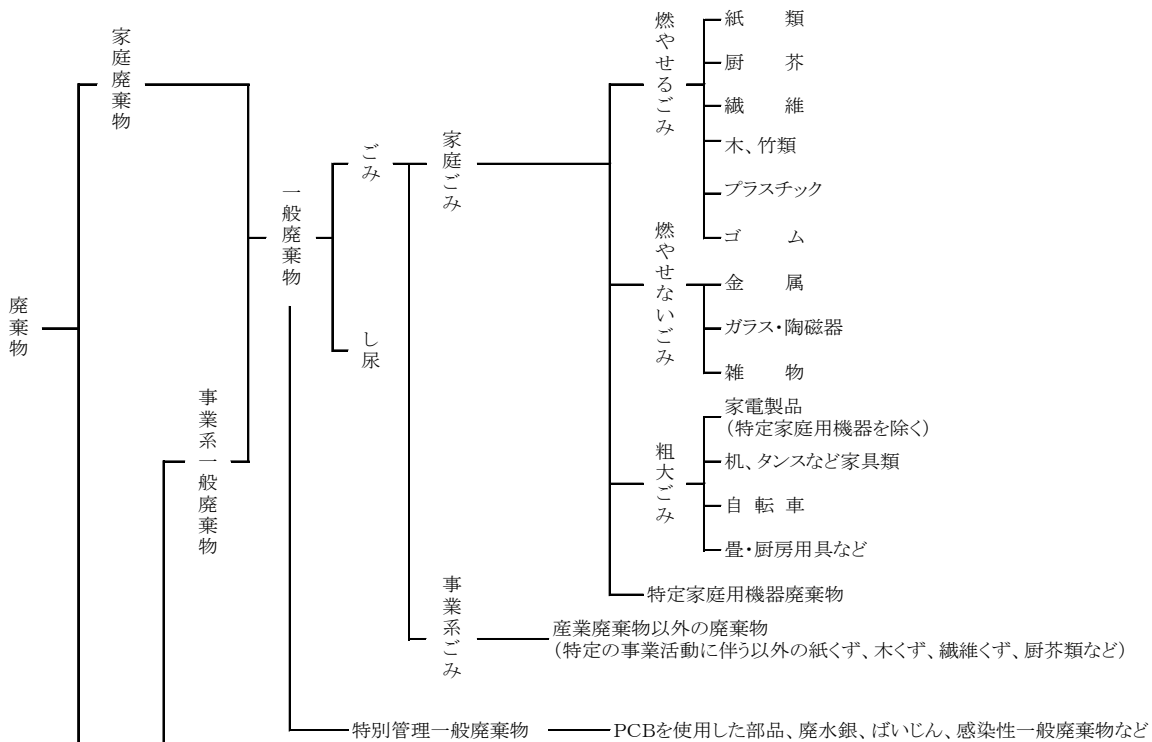 廃棄物
家庭廃棄物
事業系一般廃棄物
一般廃棄物
ごみ
し尿
家庭ごみ
燃やせるごみ
紙　類
厨　芥
繊　維
木、竹類
プラスチック
ゴ　ム
燃やせないごみ
金　属
ガラス・陶磁器
雑　物
粗大ごみ
家電製品
（特定家庭用機器を除く）
机、タンスなど家具類
自 転 車
畳・厨房用具など
特定家庭用機器廃棄物
事業系ごみ
産業廃棄物以外の廃棄物
（特定の事業活動に伴う以外の紙くず、木くず、繊維くず、厨芥類など）
特別管理一般廃棄物
PCBを使用した部品、廃水銀、ばいじん、感染性一般廃棄物など